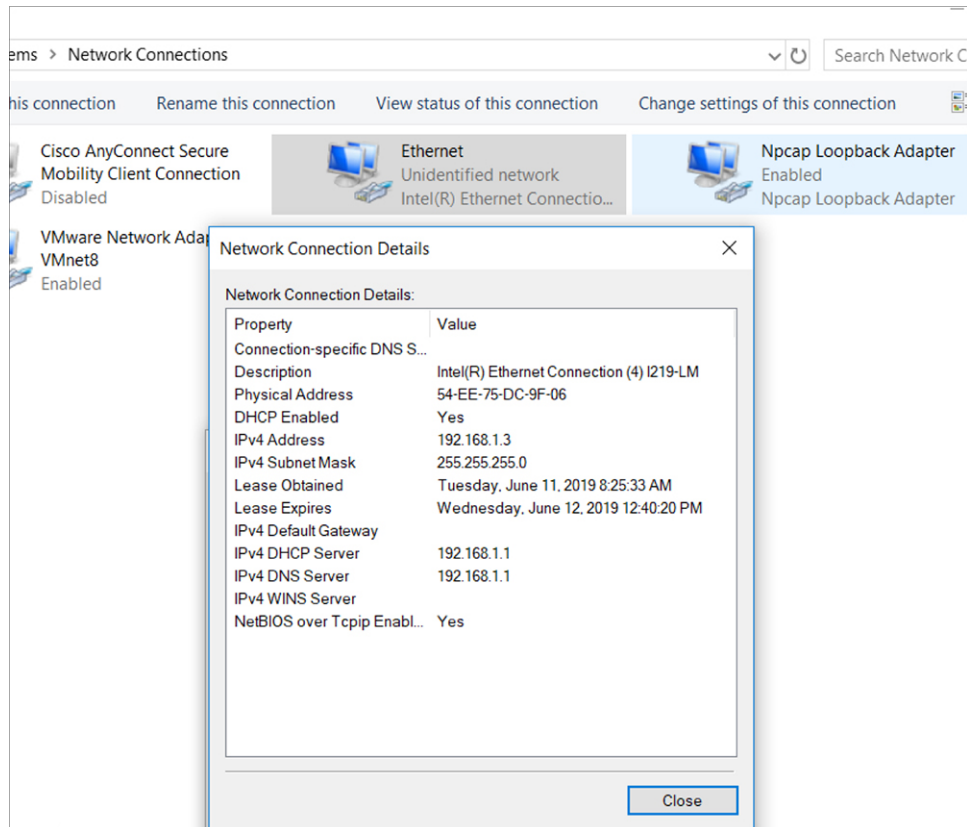 ems > Network Connections
Search Network C
his connection Rename this connection View status of this connection Change settings of this connection
Cisco AnyConnect Secure
Mobility Client Connection
Disabled
Ethernet
Unidentified network
Intel(R) Ethernet Connectio...
Npcap Loopback Adapter
Enabled
Npcap Loopback Adapter
VMware Network Adap
VMnet8
Enabled
Network Connection Details
Network Connection Details:
Property Value
Connection-specific DNS S...
Description Intel(R) Ethernet Connection (4) I219-LM
Physical Address 54-EE-75-DC-9F-06
DHCP Enabled Yes
IPv4 Address 192.168.1.3
IPv4 Subnet Mask 255.255.255.0
Lease Obtained Tuesday, June 11, 2019 8:25:33 AM
Lease Expires Wednesday, June 12, 2019 12:40:20 PM
IPv4 Default Gateway
IPv4 DHCP Server 192.168.1.1
IPv4 DNS Server 192.168.1.1
IPv4 WINS Server
NetBIOS over Tcpip Enabl... Yes
Close